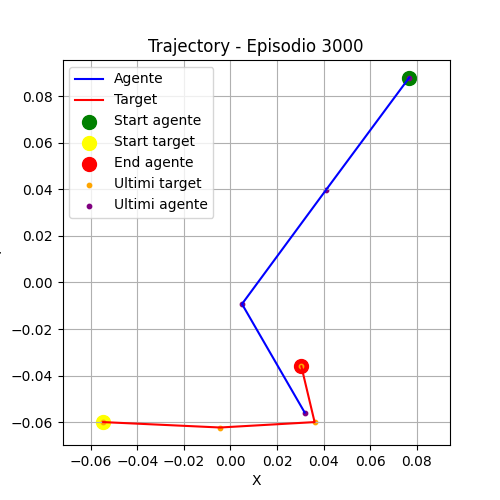 Trajectory - Episodio 3000
Agente
Target
Start agente
Start target
End agente
Ultimi target
Ultimi agente
0.08
0.06
0.04
0.02
0.00
−0.02
−0.04
−0.06
−0.06 −0.04 −0.02 0.00 0.02 0.04 0.06 0.08
X